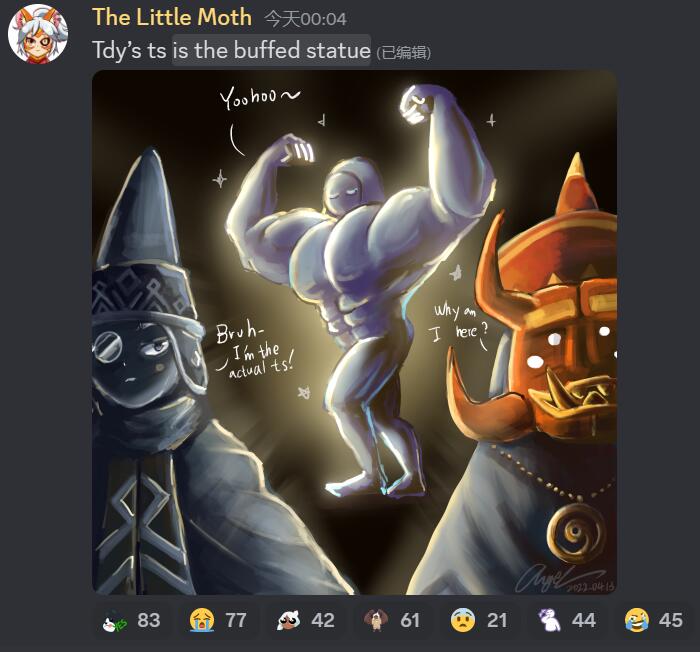 The Little Moth 今天00:04
Tdy's ts is the buffed statue (已编辑)
Yoohoo~
Bruh-
I'm the
actual ts!
Why am
I here?
2022.04.13
YES
83 77 42 61 21 44 45